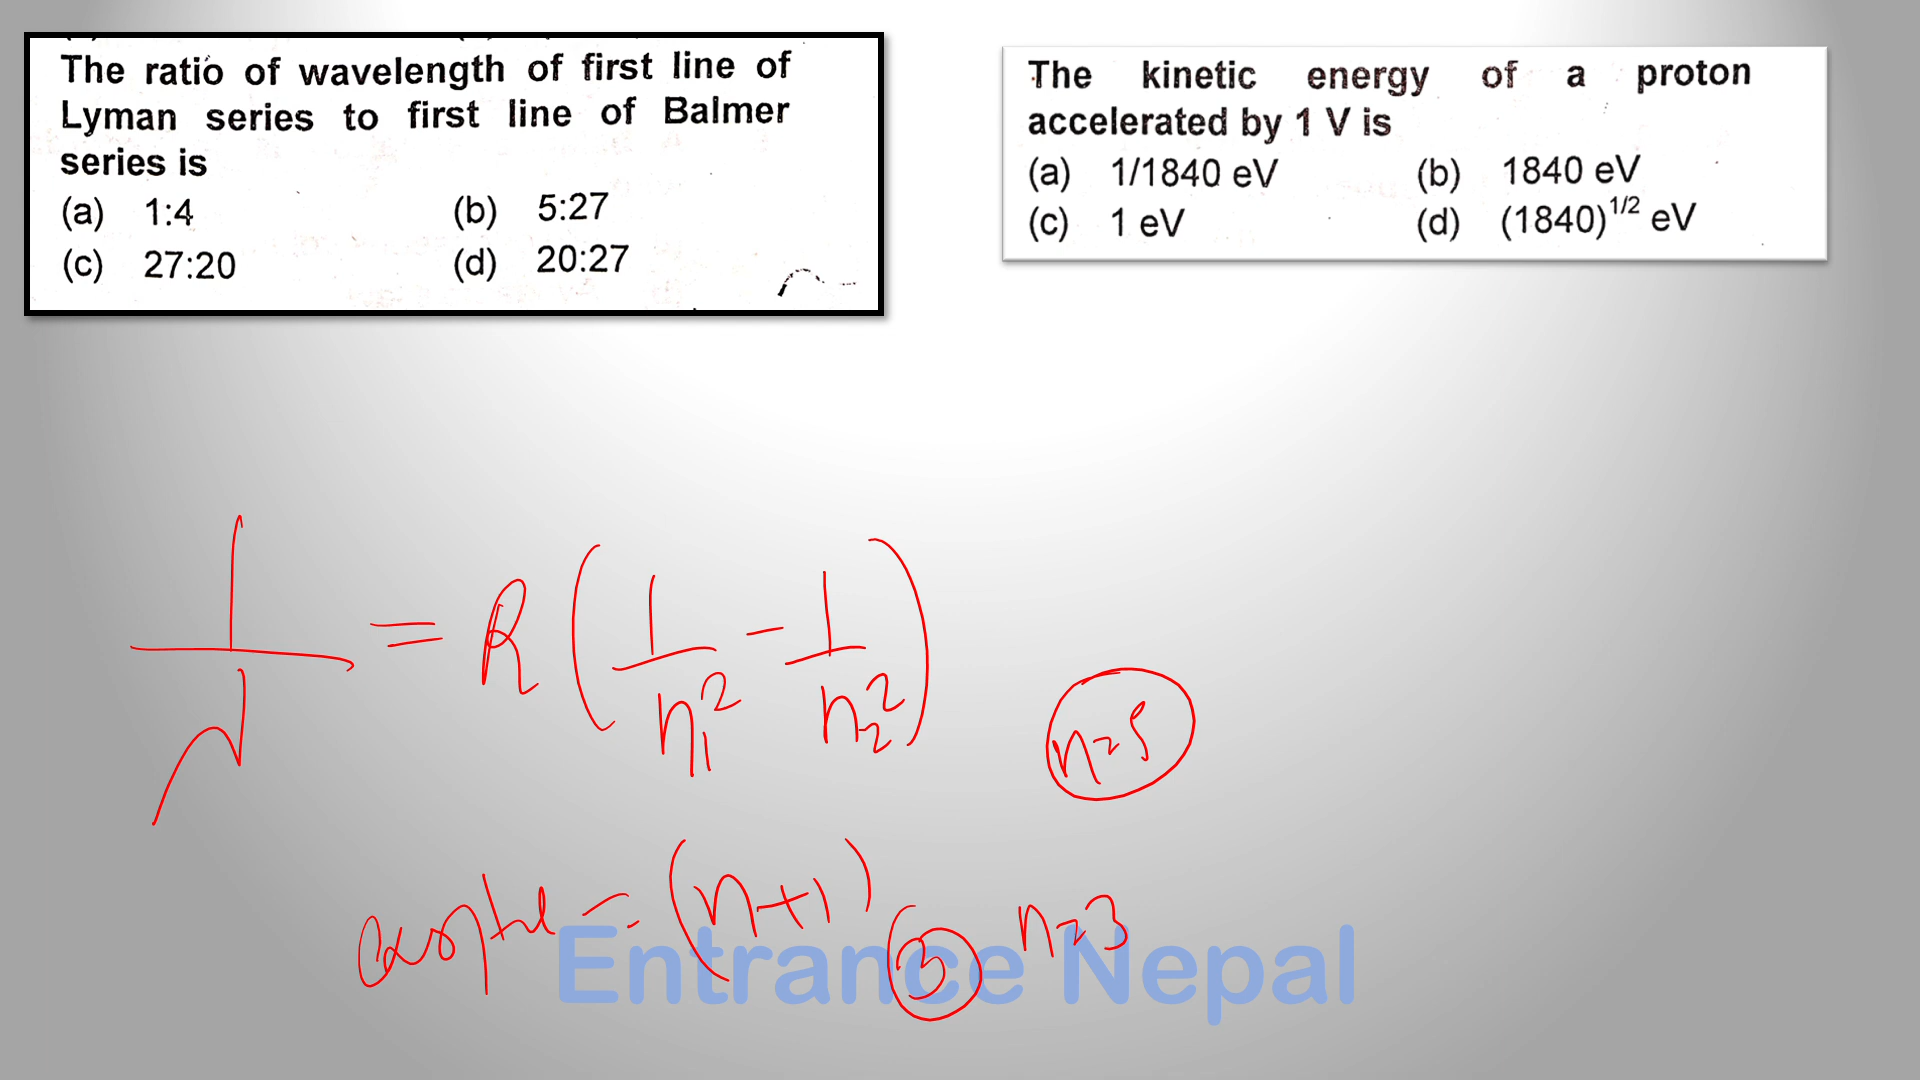 The ratio of wavelength of first line of
Lyman series to first line of Balmer
series is
(a) 1:4 (b) 5:27
(c) 27:20 (d) 20:27
The kinetic energy of a proton
accelerated by 1 V is
(a) 1/1840 eV (b) 1840 eV
(c) 1 eV (d) (1840)^1/2 eV
1/λ = R (1/n₁² - 1/n₂²)
= (n+1)
3 n=3
Entrance Nepal